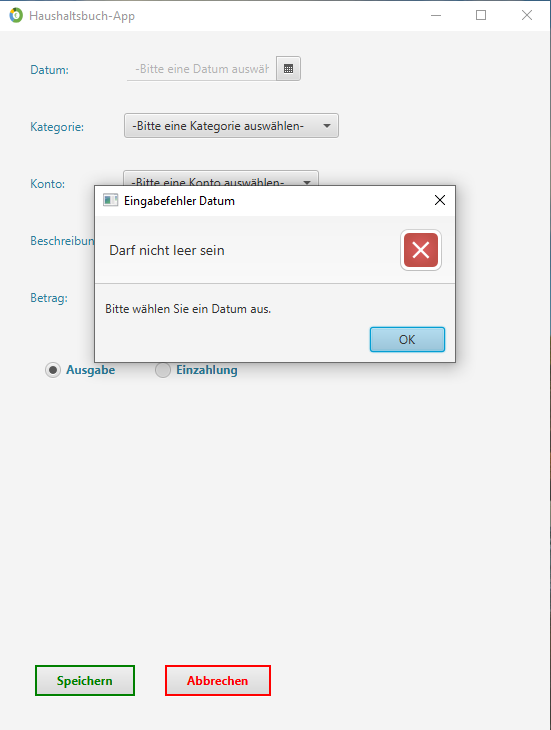 Haushaltsbuch-App
Datum:
-Bitte eine Datum auswäh
Kategorie:
-Bitte eine Kategorie auswählen-
Konto:
-Bitte eine Konto auswählen-
Eingabefehler Datum
Darf nicht leer sein
Beschreibun
Betrag:
Bitte wählen Sie ein Datum aus.
OK
Ausgabe
Einzahlung
Speichern
Abbrechen